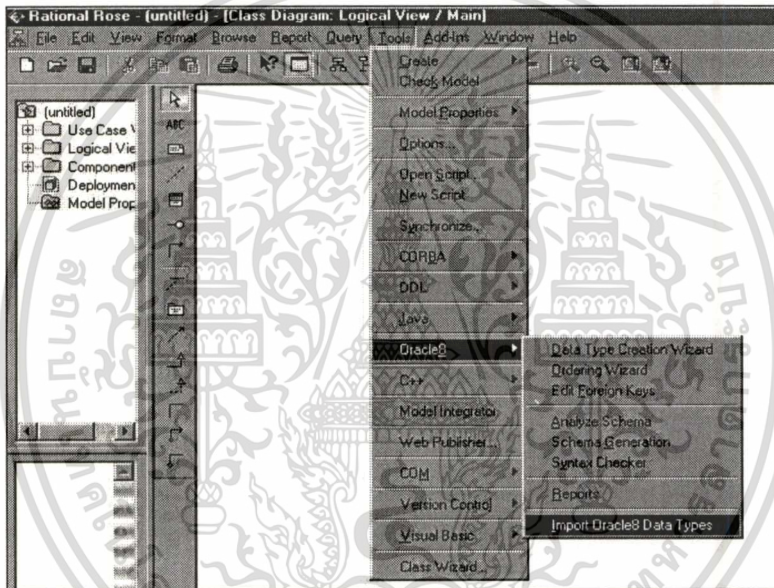 Rational Rose - (untitled) - [Class Diagram: Logical View / Main]
File Edit View Format Browse Report Query Tools Add-Ins Window Help
(untitled)
Use Case V
Logical Vie
Component
Deploymen
Model Prop
ABC
Create
Check Model
Model Properties
Options...
Open Script...
New Script
Synchronize...
CORBA
DDL
Java
Oracle8
C++
Model Integrator
Web Publisher...
COM
Version Control
Visual Basic
Class Wizard...
Data Type Creation Wizard
Ordering Wizard
Edit Foreign Keys
Analyze Schema
Schema Generation
Syntax Checker
Reports
Import Oracle8 Data Types